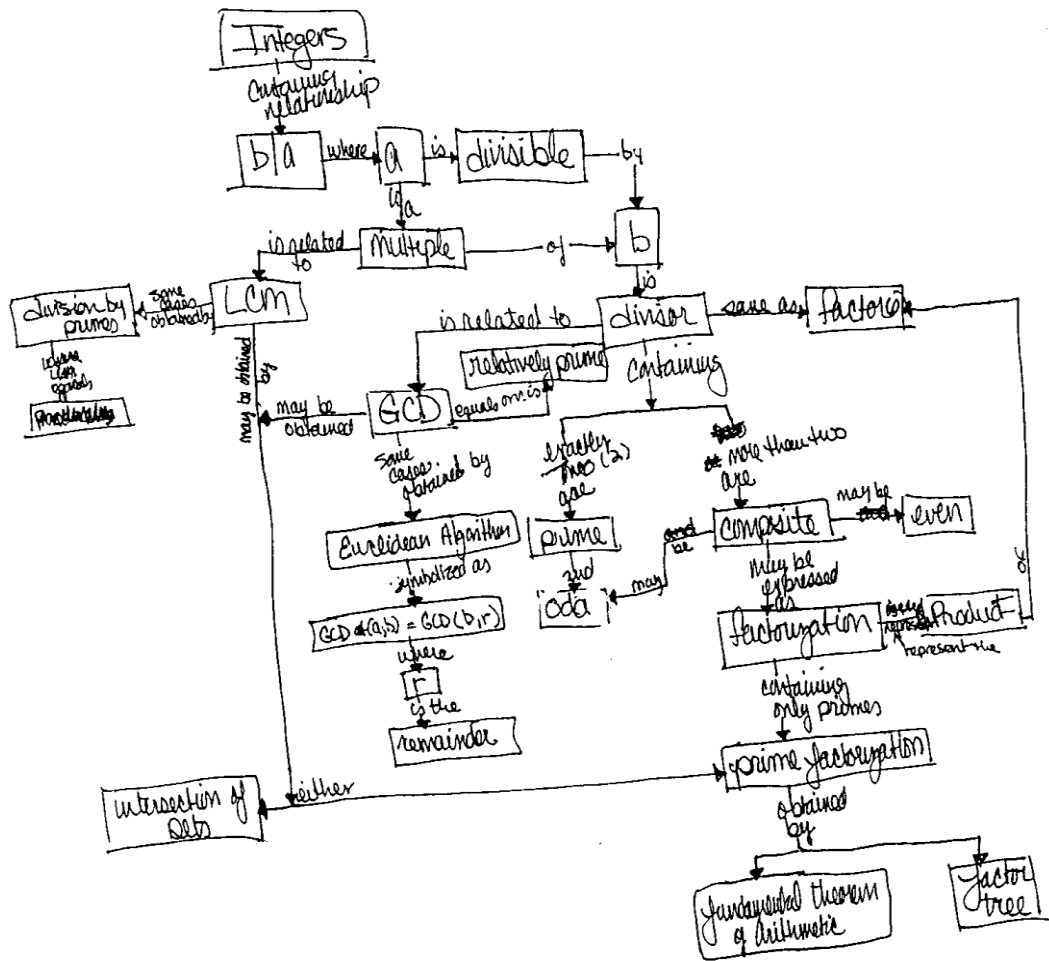 Integers
containing
relationship
b|a where a is divisible by
is
a
b
is related
to
multiple of
is
division by
primes
some
cases
obtained by
LCM
is related to
divisor same as factors
relatively prime
containing
where
LCM
equals
may be obtained
by
may be
obtained
GCD
equals one is
some
cases
obtained by
exactly
two (2)
are
more than two
are
Euclidean Algorithm
prime
and
be
may
composite
may be
even
symbolized as
and
odd
may be
expressed
as
of
GCD (a,b) = GCD (b,r)
where
factorization
Product
represent the
r
is the
containing
only primes
remainder
prime factorization
intersection of
sets
either
obtained
by
fundamental theorem
of arithmetic
factor
tree